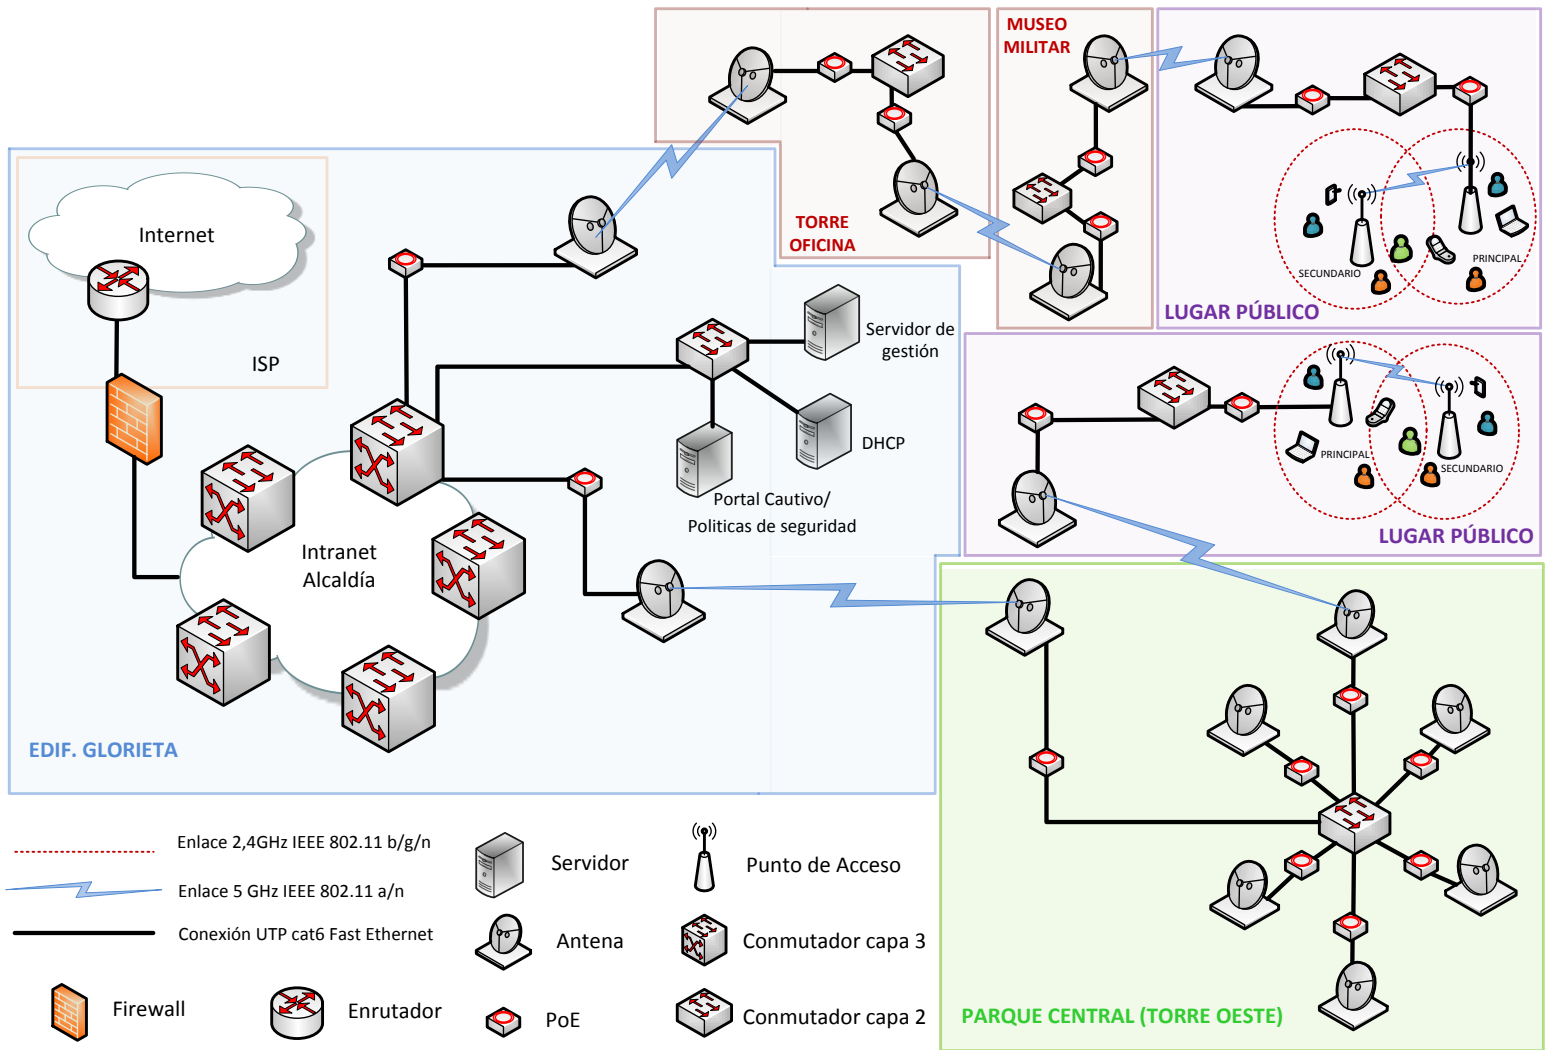 MUSEO
MILITAR
TORRE
OFICINA
Internet
ISP
SECUNDARIO
PRINCIPAL
LUGAR PÚBLICO
Servidor de
gestión
DHCP
Portal Cautivo/
Politicas de seguridad
Intranet
Alcaldía
PRINCIPAL
SECUNDARIO
LUGAR PÚBLICO
EDIF. GLORIETA
PARQUE CENTRAL (TORRE OESTE)
Enlace 2,4GHz IEEE 802.11 b/g/n
Enlace 5 GHz IEEE 802.11 a/n
Conexión UTP cat6 Fast Ethernet
Firewall
Enrutador
Servidor
Antena
PoE
Punto de Acceso
Conmutador capa 3
Conmutador capa 2